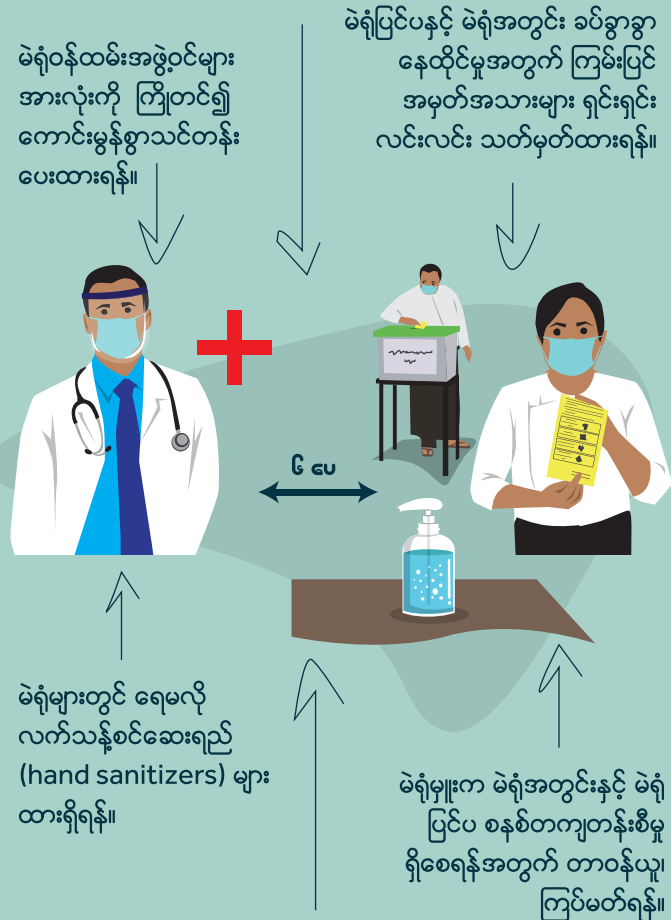 မဲရုံဝန်ထမ်းအဖွဲ့ဝင်များ
အားလုံးကို ကြိုတင်၍
ကောင်းမွန်စွာသင်တန်း
ပေးထားရန်။
မဲရုံပြင်ပနှင့် မဲရုံအတွင်း ခပ်ခွာခွာ
နေထိုင်မှုအတွက် ကြမ်းပြင်
အမှတ်အသားများ ရှင်းရှင်း
လင်းလင်း သတ်မှတ်ထားရန်။
၆ ပေ
မဲရုံများတွင် ရေမလို
လက်သန့်စင်ဆေးရည်
(hand sanitizers) များ
ထားရှိရန်။
မဲရုံမှူးက မဲရုံအတွင်းနှင့် မဲရုံ
ပြင်ပ စနစ်တကျတန်းစီမှု
ရှိစေရန်အတွက် တာဝန်ယူ၊
ကြပ်မတ်ရန်။